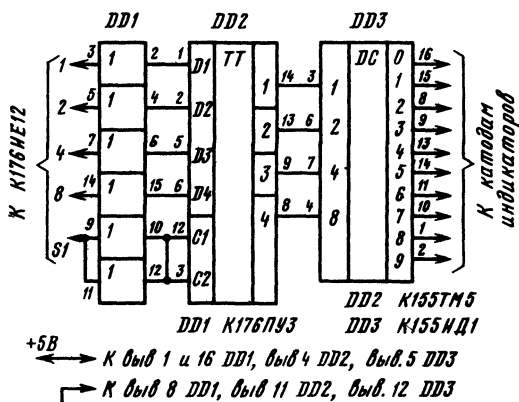 DD1 DD2 DD3
К К176ИЕ12
1 3 1 2 1 D1 TT 1 14 3 1 DC 0 16
2 5 1 4 2 D2 2 13 6 2 1 15
4 7 1 6 5 D3 3 9 7 4 2 8
8 14 1 15 6 D4 4 8 4 8 3 9
S1 9 1 10 12 C1 4 13
11 1 12 3 C2 5 14
6 11
7 10
8 1
9 2
К катодам индикаторов
DD2 К155ТМ5
DD1 К176ПУ3 DD3 К155ИД1
+5В
К выв 1 и 16 DD1, выв 4 DD2, выв. 5 DD3
К выв 8 DD1, выв 11 DD2, выв. 12 DD3